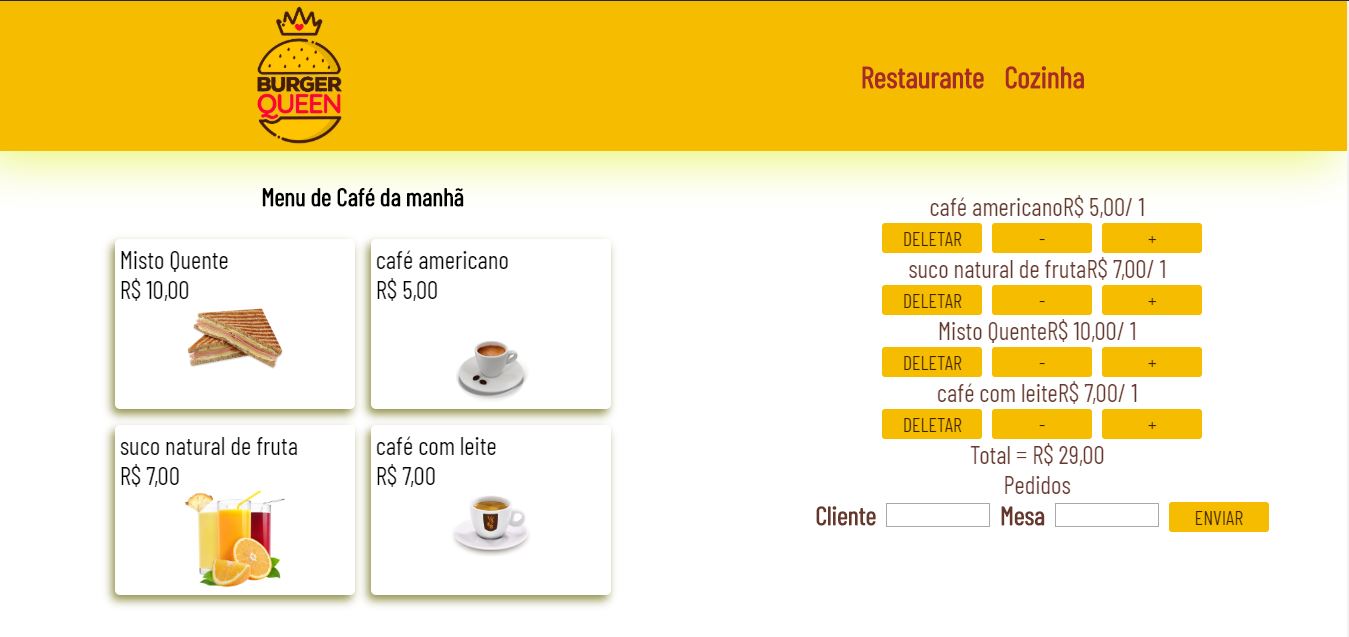 BURGER
QUEEN
Restaurante Cozinha
Menu de Café da manhã
Misto Quente
R$ 10,00
café americano
R$ 5,00
suco natural de fruta
R$ 7,00
café com leite
R$ 7,00
café americanoR$ 5,00/ 1
DELETAR - +
suco natural de frutaR$ 7,00/ 1
DELETAR - +
Misto QuenteR$ 10,00/ 1
DELETAR - +
café com leiteR$ 7,00/ 1
DELETAR - +
Total = R$ 29,00
Pedidos
Cliente Mesa ENVIAR